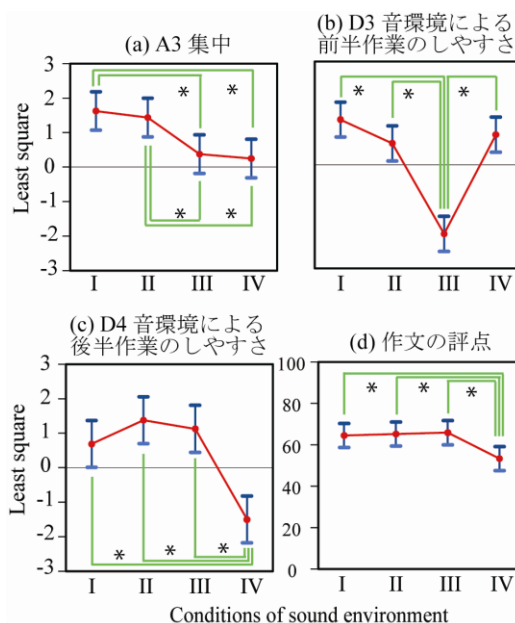 (a) A3 集中
(b) D3 音環境による
前半作業のしやすさ
Least square
3
2
1
0
-1
-2
-3
* *
* *
I II III IV
* * *
I II III IV
(c) D4 音環境による
後半作業のしやすさ
(d) 作文の評点
Least square
3
2
1
0
-1
-2
-3
* * *
I II III IV
100
80
60
40
20
0
* * *
I II III IV
Conditions of sound environment